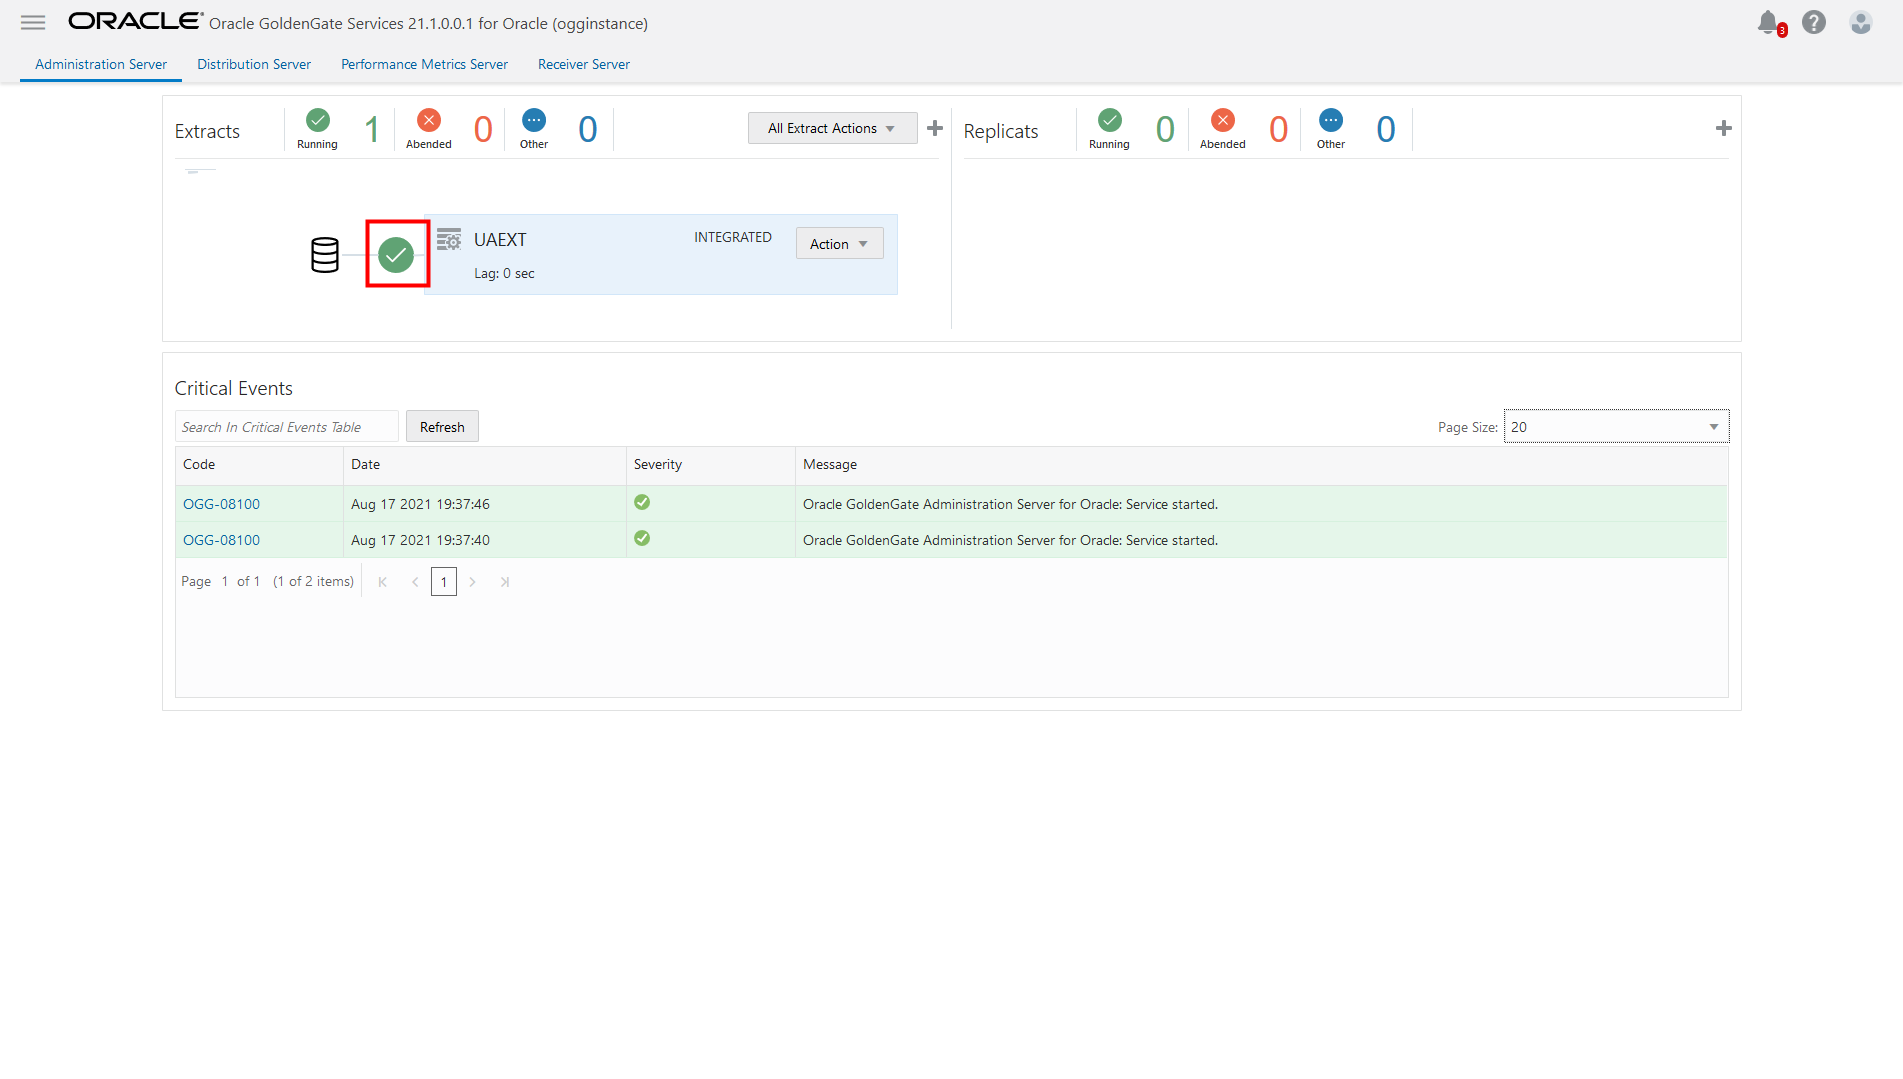 ORACLE Oracle GoldenGate Services 21.1.0.0.1 for Oracle (ogginstance)
3
Administration Server Distribution Server Performance Metrics Server Receiver Server
Extracts Running 1 Abended 0 Other 0 All Extract Actions
Replicats Running 0 Abended 0 Other 0
UAEXT INTEGRATED Action
Lag: 0 sec
Critical Events
Search In Critical Events Table Refresh Page Size: 20
Code Date Severity Message
OGG-08100 Aug 17 2021 19:37:46 Oracle GoldenGate Administration Server for Oracle: Service started.
OGG-08100 Aug 17 2021 19:37:40 Oracle GoldenGate Administration Server for Oracle: Service started.
Page 1 of 1 (1 of 2 items) 1